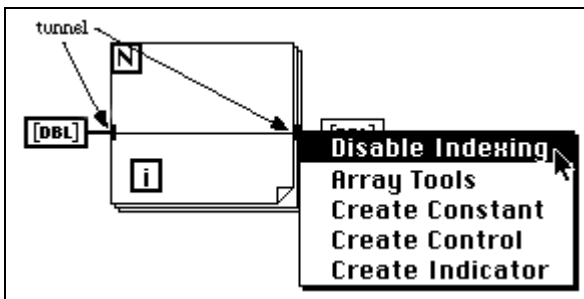 tunnel
N
[DBL]
i
Disable Indexing
Array Tools
Create Constant
Create Control
Create Indicator